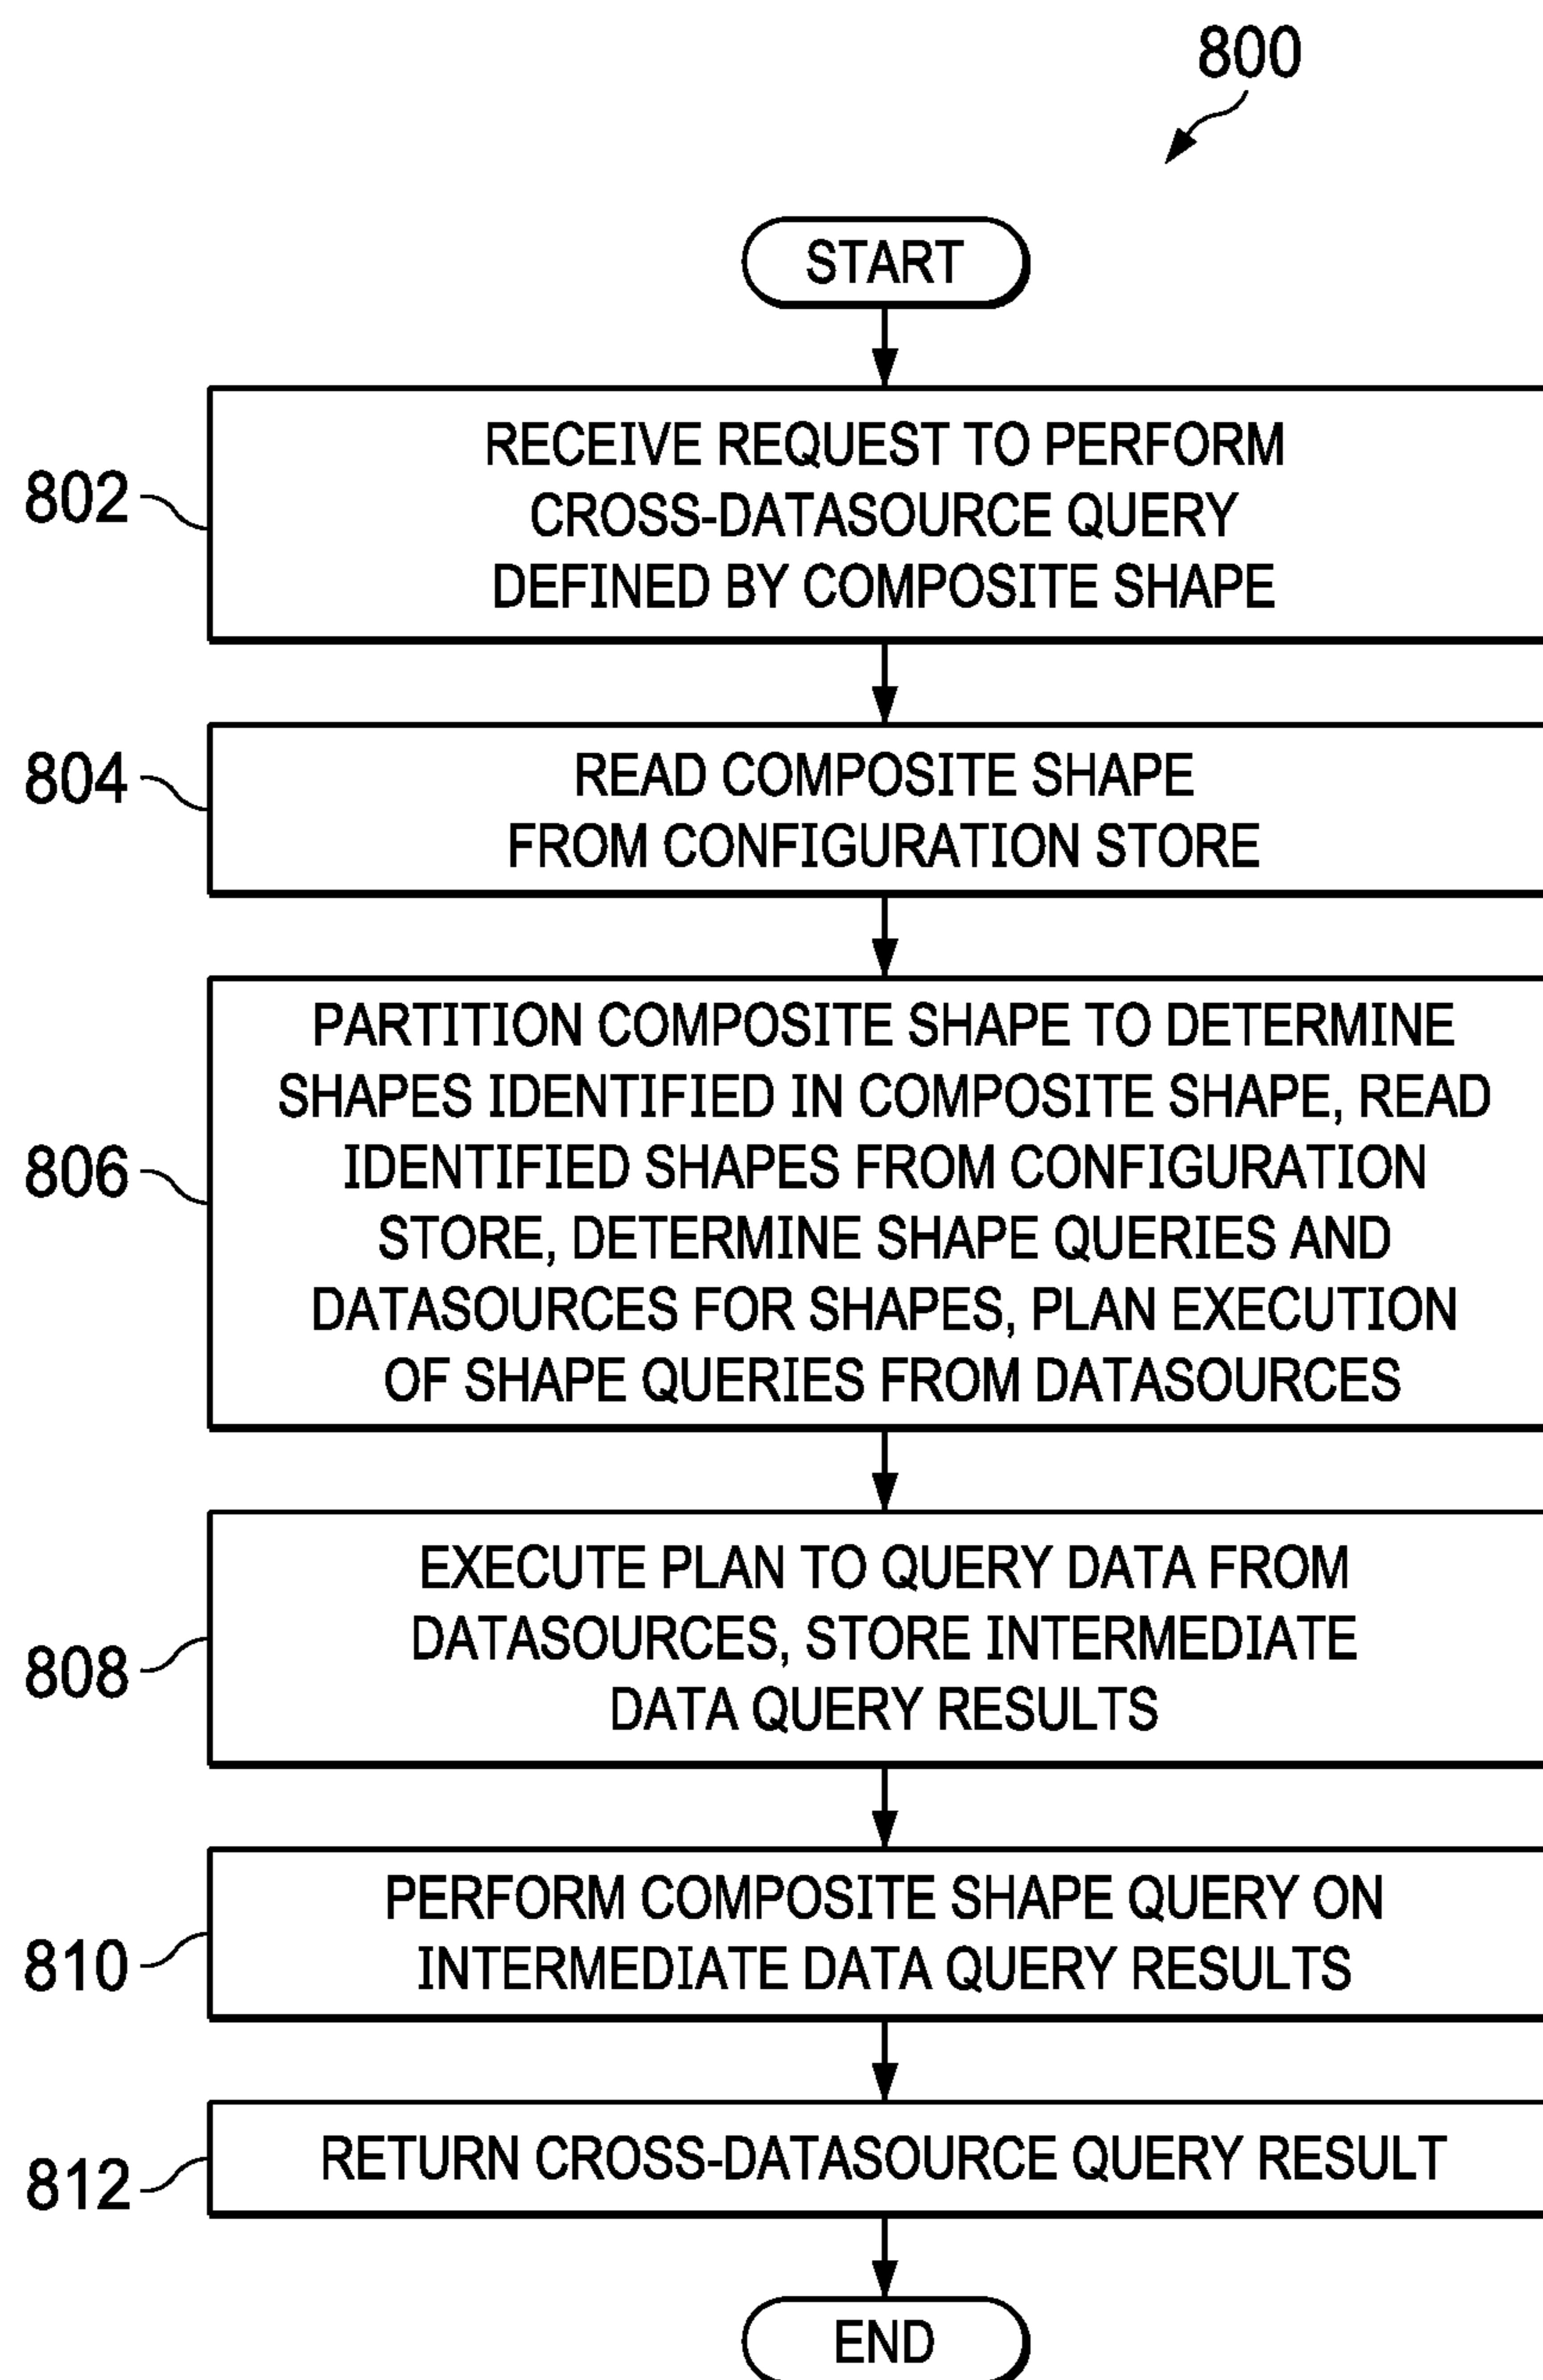 800
START
802
RECEIVE REQUEST TO PERFORM
CROSS-DATASOURCE QUERY
DEFINED BY COMPOSITE SHAPE
804
READ COMPOSITE SHAPE
FROM CONFIGURATION STORE
806
PARTITION COMPOSITE SHAPE TO DETERMINE
SHAPES IDENTIFIED IN COMPOSITE SHAPE, READ
IDENTIFIED SHAPES FROM CONFIGURATION
STORE, DETERMINE SHAPE QUERIES AND
DATASOURCES FOR SHAPES, PLAN EXECUTION
OF SHAPE QUERIES FROM DATASOURCES
808
EXECUTE PLAN TO QUERY DATA FROM
DATASOURCES, STORE INTERMEDIATE
DATA QUERY RESULTS
810
PERFORM COMPOSITE SHAPE QUERY ON
INTERMEDIATE DATA QUERY RESULTS
812
RETURN CROSS-DATASOURCE QUERY RESULT
END